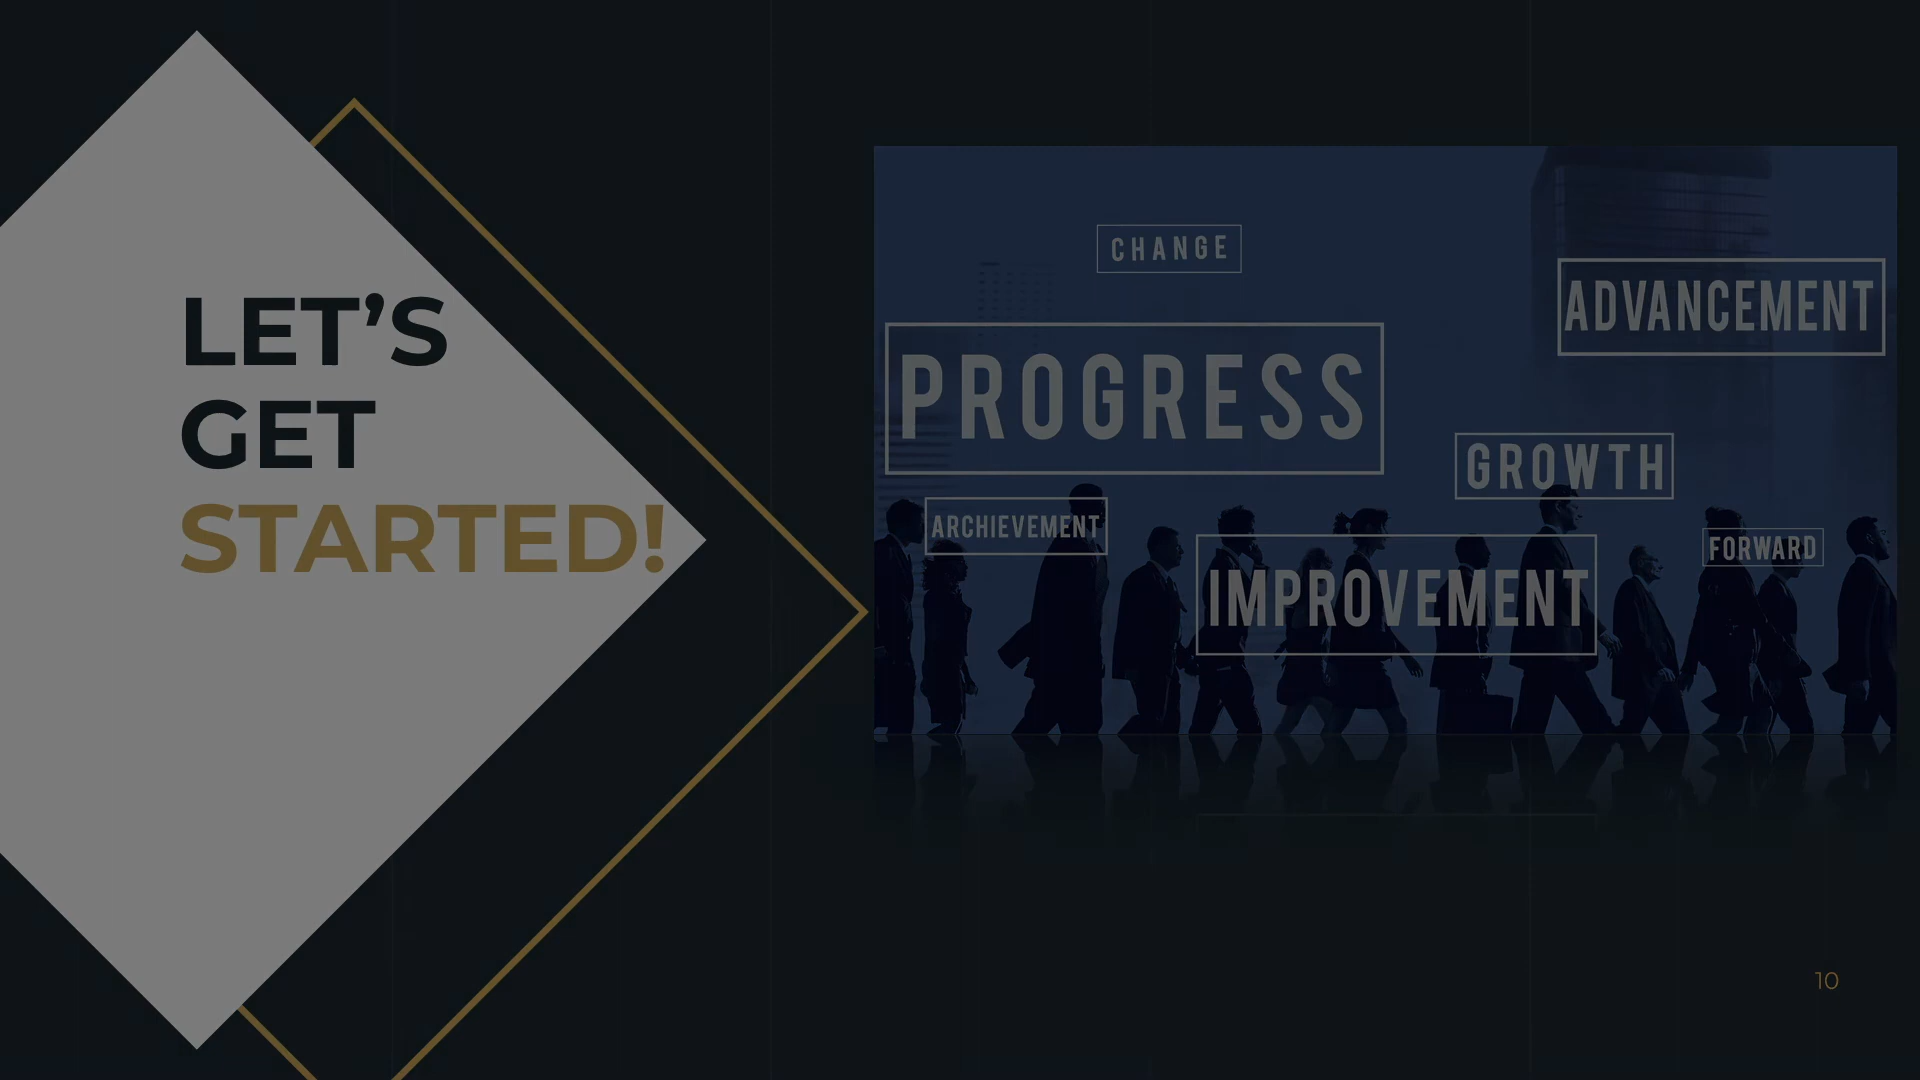 LET’S
GET
STARTED!
CHANGE
ADVANCEMENT
PROGRESS
GROWTH
ARCHIEVEMENT
FORWARD
IMPROVEMENT
10